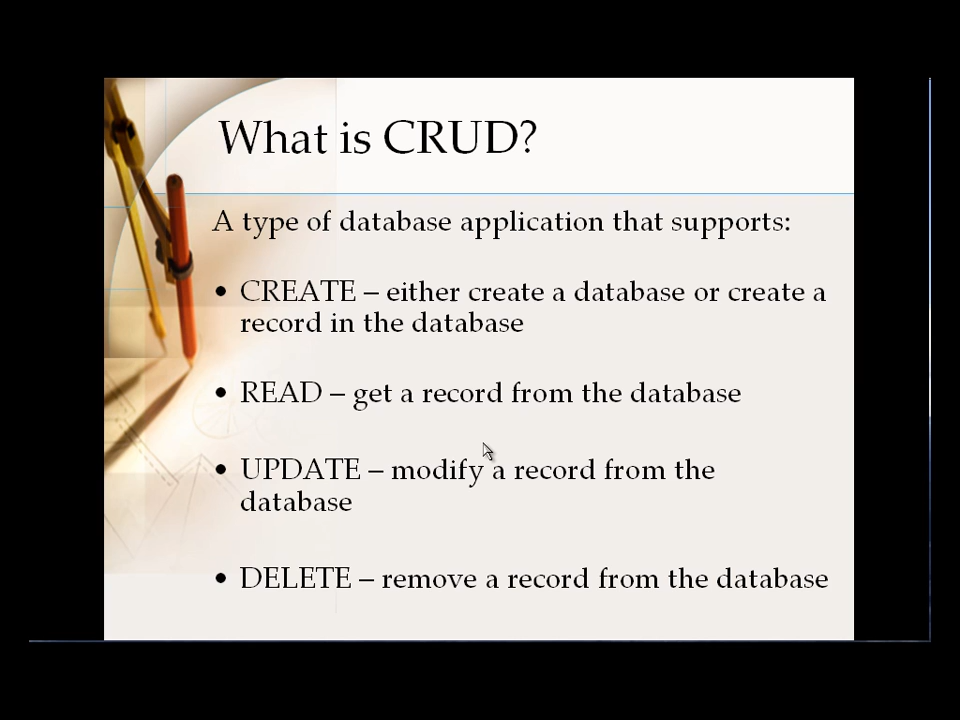 What is CRUD?
A type of database application that supports:
• CREATE – either create a database or create a
record in the database
• READ – get a record from the database
• UPDATE – modify a record from the
database
• DELETE – remove a record from the database